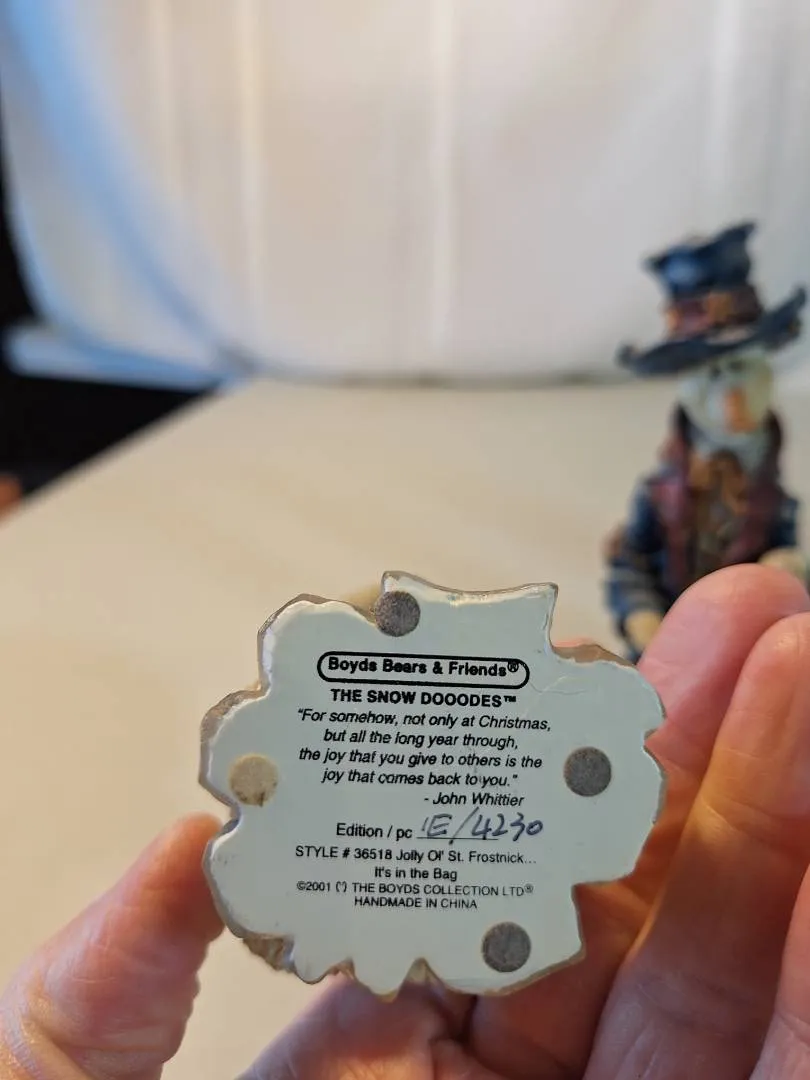 Boyds Bears & Friends®
THE SNOW DOOODES™
"For somehow, not only at Christmas,
but all the long year through,
the joy that you give to others is the
joy that comes back to you."
- John Whittier
Edition / pc 1E/4230
STYLE # 36518 Jolly Ol' St. Frostnick...
It's in the Bag
©2001 (') THE BOYDS COLLECTION LTD®
HANDMADE IN CHINA